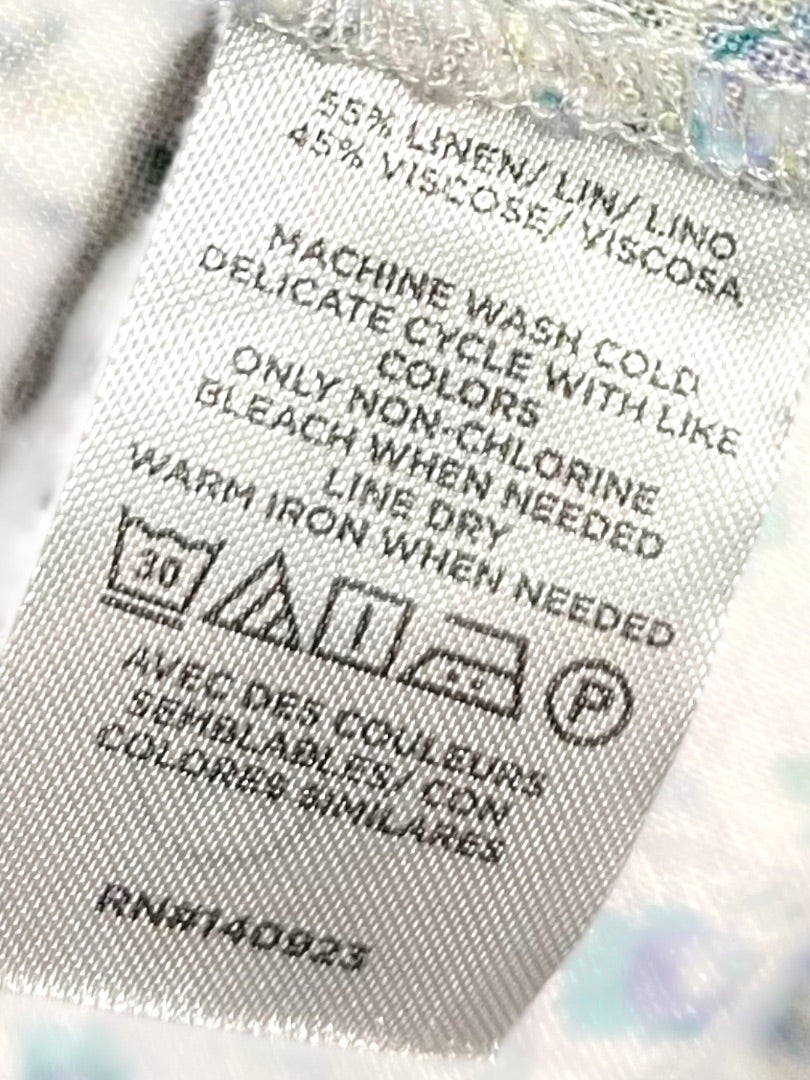 55% LINEN/ LIN/ LINO
45% VISCOSE/ VISCOSA
MACHINE WASH COLD
DELICATE CYCLE WITH LIKE
COLORS
ONLY NON-CHLORINE
BLEACH WHEN NEEDED
LINE DRY
WARM IRON WHEN NEEDED
30 P
AVEC DES COULEURS
SEMBLABLES/ CON
COLORES SIMILARES
RN#140923